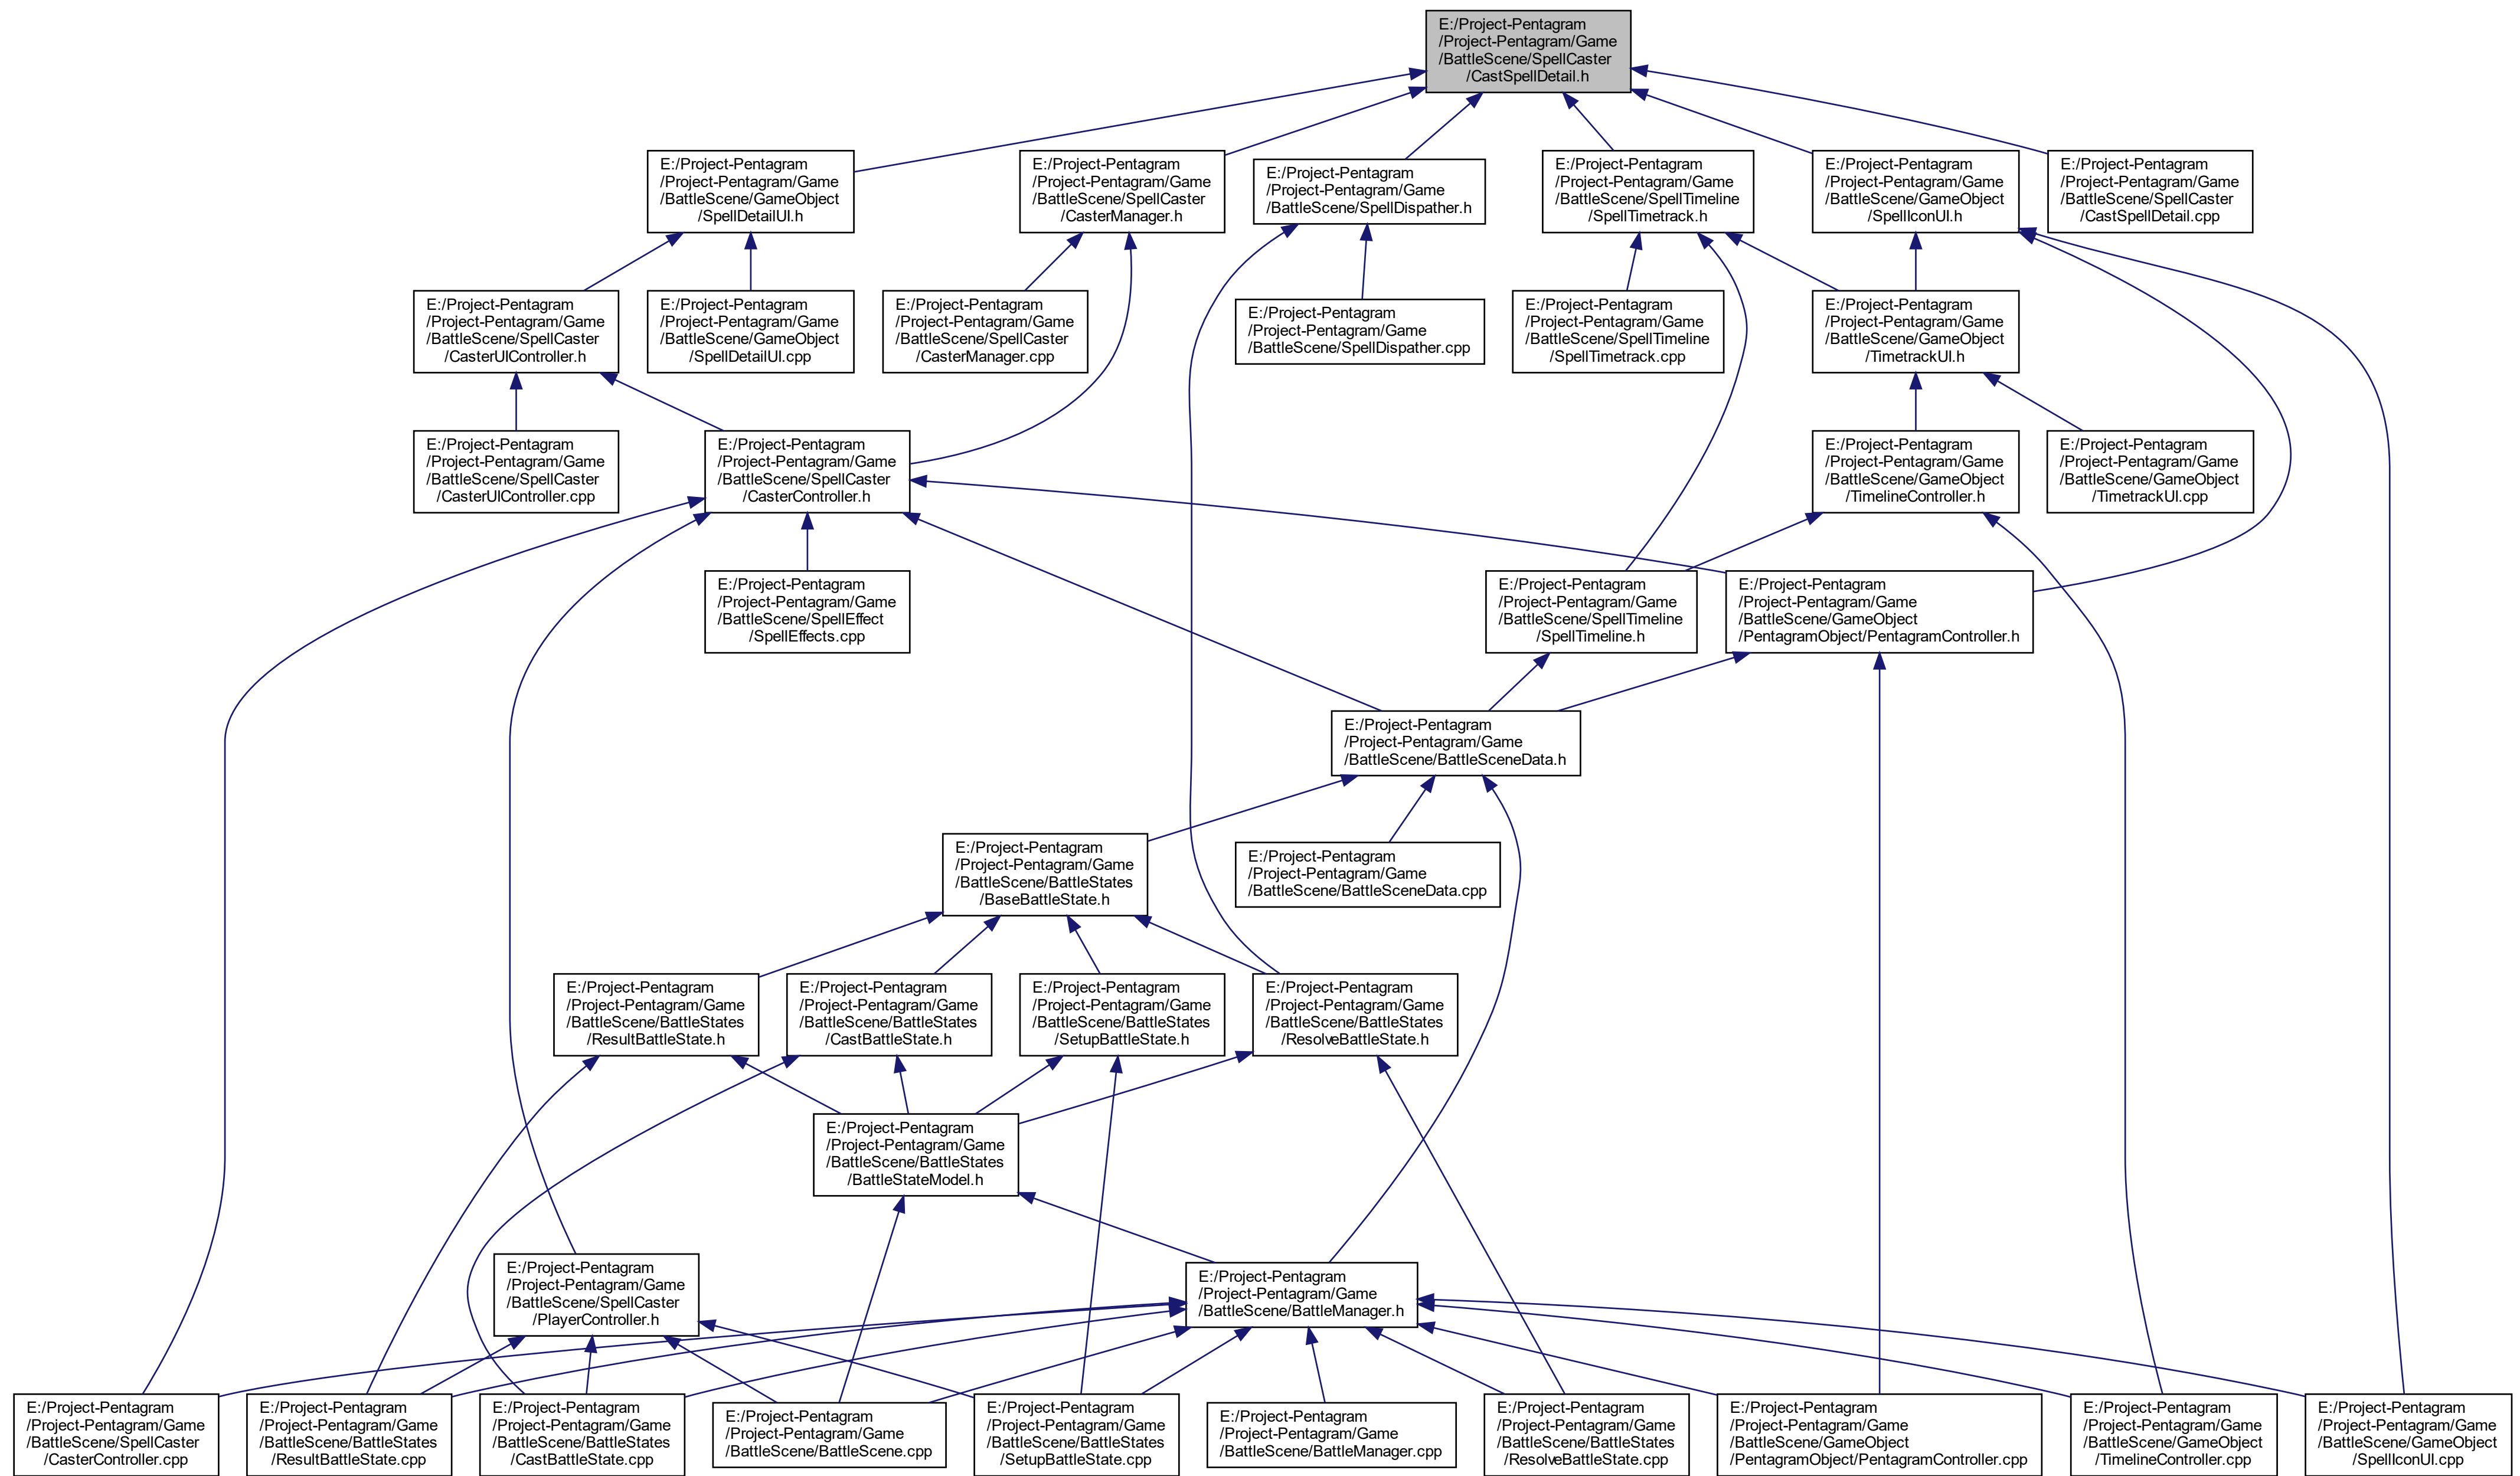 E:/Project-Pentagram
/Project-Pentagram/Game
/BattleScene/SpellCaster
/CastSpellDetail.h
E:/Project-Pentagram
/Project-Pentagram/Game
/BattleScene/GameObject
/SpellDetailUI.h
E:/Project-Pentagram
/Project-Pentagram/Game
/BattleScene/SpellCaster
/CasterManager.h
E:/Project-Pentagram
/Project-Pentagram/Game
/BattleScene/SpellDispather.h
E:/Project-Pentagram
/Project-Pentagram/Game
/BattleScene/SpellTimeline
/SpellTimetrack.h
E:/Project-Pentagram
/Project-Pentagram/Game
/BattleScene/GameObject
/SpellIconUI.h
E:/Project-Pentagram
/Project-Pentagram/Game
/BattleScene/SpellCaster
/CastSpellDetail.cpp
E:/Project-Pentagram
/Project-Pentagram/Game
/BattleScene/SpellCaster
/CasterUIController.h
E:/Project-Pentagram
/Project-Pentagram/Game
/BattleScene/GameObject
/SpellDetailUI.cpp
E:/Project-Pentagram
/Project-Pentagram/Game
/BattleScene/SpellCaster
/CasterManager.cpp
E:/Project-Pentagram
/Project-Pentagram/Game
/BattleScene/SpellDispather.cpp
E:/Project-Pentagram
/Project-Pentagram/Game
/BattleScene/SpellTimeline
/SpellTimetrack.cpp
E:/Project-Pentagram
/Project-Pentagram/Game
/BattleScene/GameObject
/TimetrackUI.h
E:/Project-Pentagram
/Project-Pentagram/Game
/BattleScene/SpellCaster
/CasterUIController.cpp
E:/Project-Pentagram
/Project-Pentagram/Game
/BattleScene/SpellCaster
/CasterController.h
E:/Project-Pentagram
/Project-Pentagram/Game
/BattleScene/GameObject
/TimelineController.h
E:/Project-Pentagram
/Project-Pentagram/Game
/BattleScene/GameObject
/TimetrackUI.cpp
E:/Project-Pentagram
/Project-Pentagram/Game
/BattleScene/SpellEffect
/SpellEffects.cpp
E:/Project-Pentagram
/Project-Pentagram/Game
/BattleScene/SpellTimeline
/SpellTimeline.h
E:/Project-Pentagram
/Project-Pentagram/Game
/BattleScene/GameObject
/PentagramObject/PentagramController.h
E:/Project-Pentagram
/Project-Pentagram/Game
/BattleScene/BattleSceneData.h
E:/Project-Pentagram
/Project-Pentagram/Game
/BattleScene/BattleStates
/BaseBattleState.h
E:/Project-Pentagram
/Project-Pentagram/Game
/BattleScene/BattleSceneData.cpp
E:/Project-Pentagram
/Project-Pentagram/Game
/BattleScene/BattleStates
/ResultBattleState.h
E:/Project-Pentagram
/Project-Pentagram/Game
/BattleScene/BattleStates
/CastBattleState.h
E:/Project-Pentagram
/Project-Pentagram/Game
/BattleScene/BattleStates
/SetupBattleState.h
E:/Project-Pentagram
/Project-Pentagram/Game
/BattleScene/BattleStates
/ResolveBattleState.h
E:/Project-Pentagram
/Project-Pentagram/Game
/BattleScene/BattleStates
/BattleStateModel.h
E:/Project-Pentagram
/Project-Pentagram/Game
/BattleScene/SpellCaster
/PlayerController.h
E:/Project-Pentagram
/Project-Pentagram/Game
/BattleScene/BattleManager.h
E:/Project-Pentagram
/Project-Pentagram/Game
/BattleScene/SpellCaster
/CasterController.cpp
E:/Project-Pentagram
/Project-Pentagram/Game
/BattleScene/BattleStates
/ResultBattleState.cpp
E:/Project-Pentagram
/Project-Pentagram/Game
/BattleScene/BattleStates
/CastBattleState.cpp
E:/Project-Pentagram
/Project-Pentagram/Game
/BattleScene/BattleScene.cpp
E:/Project-Pentagram
/Project-Pentagram/Game
/BattleScene/BattleStates
/SetupBattleState.cpp
E:/Project-Pentagram
/Project-Pentagram/Game
/BattleScene/BattleManager.cpp
E:/Project-Pentagram
/Project-Pentagram/Game
/BattleScene/BattleStates
/ResolveBattleState.cpp
E:/Project-Pentagram
/Project-Pentagram/Game
/BattleScene/GameObject
/PentagramObject/PentagramController.cpp
E:/Project-Pentagram
/Project-Pentagram/Game
/BattleScene/GameObject
/TimelineController.cpp
E:/Project-Pentagram
/Project-Pentagram/Game
/BattleScene/GameObject
/SpellIconUI.cpp